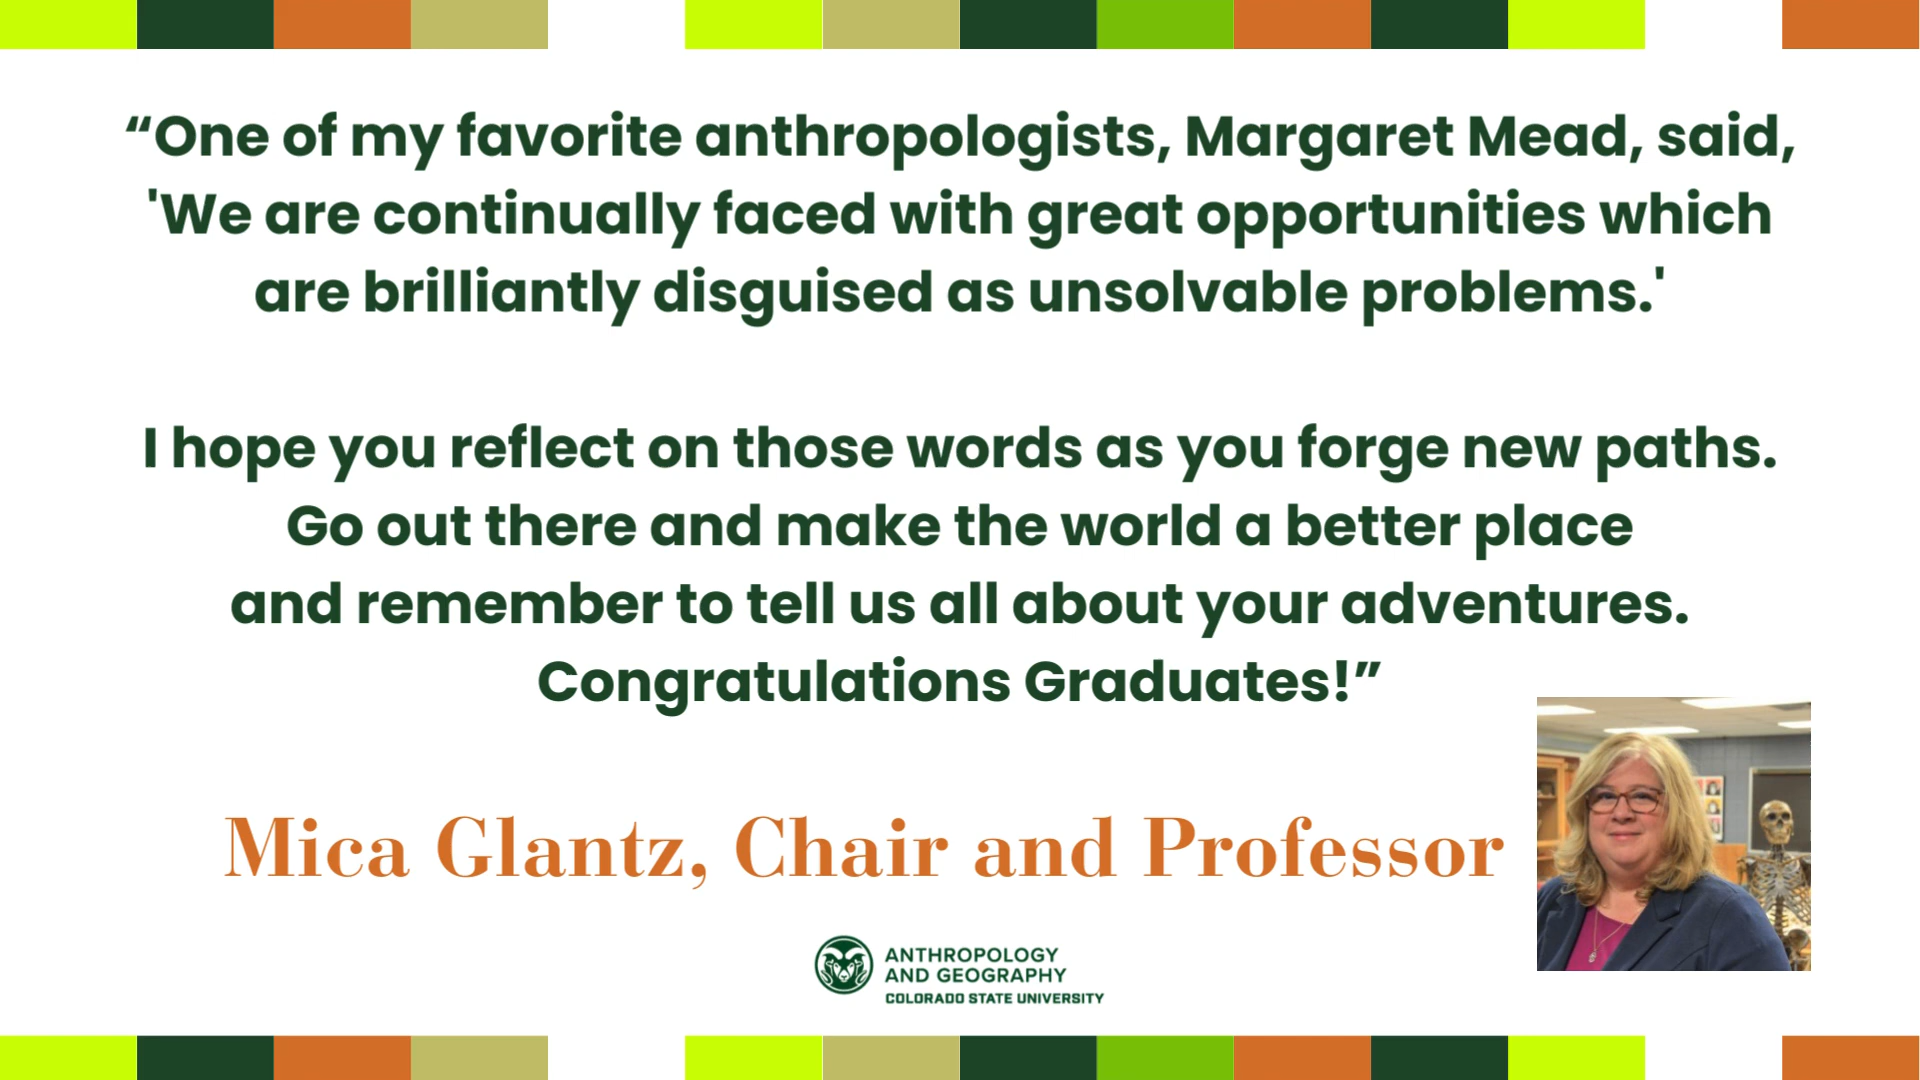 “One of my favorite anthropologists, Margaret Mead, said,
'We are continually faced with great opportunities which
are brilliantly disguised as unsolvable problems.'
I hope you reflect on those words as you forge new paths.
Go out there and make the world a better place
and remember to tell us all about your adventures.
Congratulations Graduates!”
Mica Glantz, Chair and Professor
ANTHROPOLOGY
AND GEOGRAPHY
COLORADO STATE UNIVERSITY